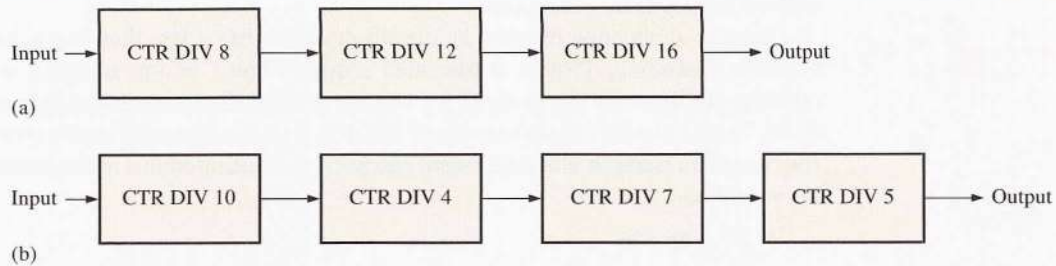 Input CTR DIV 8 CTR DIV 12 CTR DIV 16 Output
(a)
Input CTR DIV 10 CTR DIV 4 CTR DIV 7 CTR DIV 5 Output
(b)